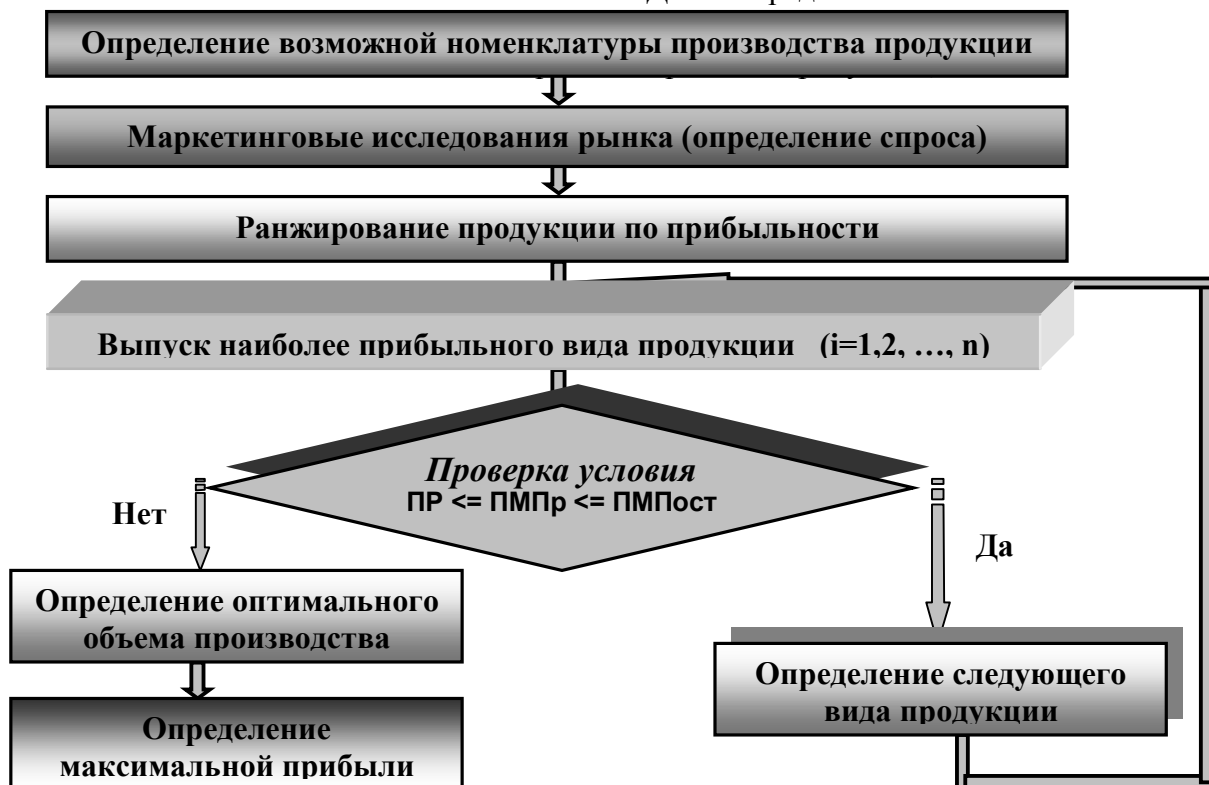 Определение возможной номенклатуры производства продукции
Маркетинговые исследования рынка (определение спроса)
Ранжирование продукции по прибыльности
Выпуск наиболее прибыльного вида продукции (i=1,2, …, n)
Проверка условия
ПР <= ПМПр <= ПМПост
Нет
Да
Определение оптимального
объема производства
Определение следующего
вида продукции
Определение
максимальной прибыли